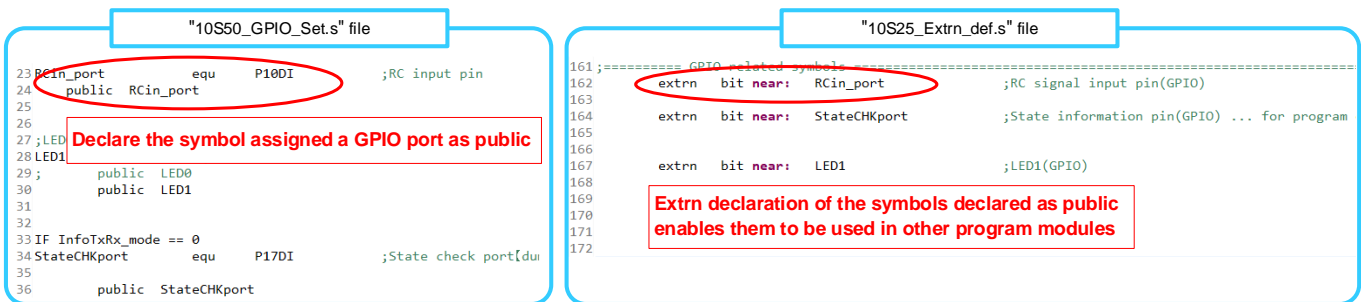 "10S50_GPIO_Set.s" file
23 RCin_port equ P10DI ;RC input pin
24 public RCin_port
25
26
27 ;LED
Declare the symbol assigned a GPIO port as public
28 LED1
29 ; public LED0
30 public LED1
31
32
33 IF InfoTxRx_mode == 0
34 StateCHKport equ P17DI ;State check port【du
35
36 public StateCHKport
"10S25_Extrn_def.s" file
161 ;========== GPIO related symbols ==========
162 extrn bit near: RCin_port ;RC signal input pin(GPIO)
163
164 extrn bit near: StateCHKport ;State information pin(GPIO) ... for program
165
166
167 extrn bit near: LED1 ;LED1(GPIO)
168
169
170
171
172
Extrn declaration of the symbols declared as public
enables them to be used in other program modules